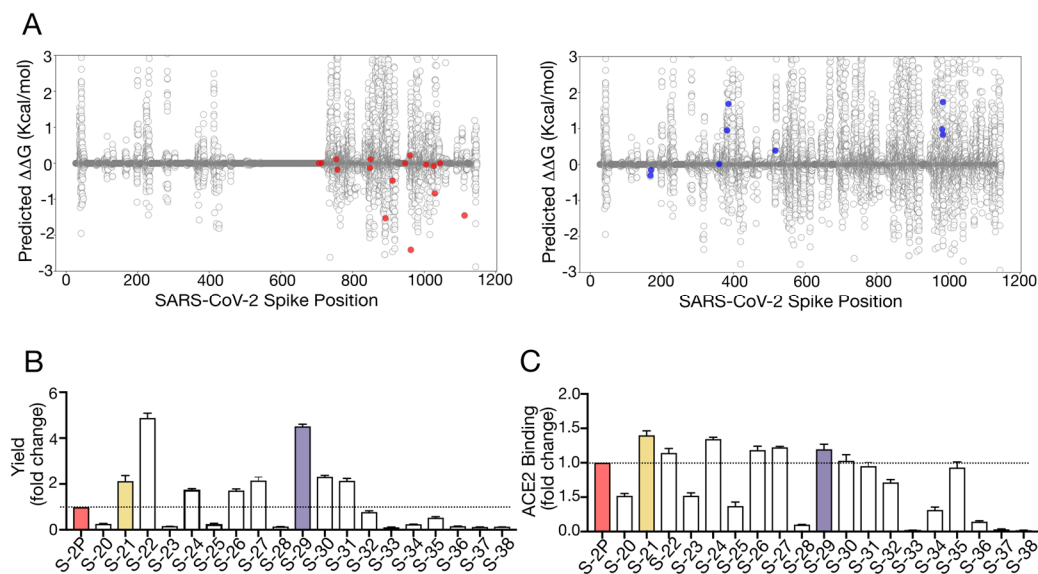 A
Predicted ΔΔG (Kcal/mol)
3
2
1
0
-1
-2
-3
0 200 400 600 800 1000 1200
SARS-CoV-2 Spike Position
Predicted ΔΔG (Kcal/mol)
3
2
1
0
-1
-2
-3
0 200 400 600 800 1000 1200
SARS-CoV-2 Spike Position
B
Yield
(fold change)
6
4
2
0
S-2P S-20 S-21 S-22 S-23 S-24 S-25 S-26 S-27 S-28 S-29 S-30 S-31 S-32 S-33 S-34 S-35 S-36 S-37 S-38
C
ACE2 Binding
(fold change)
2.0
1.5
1.0
1.5
0.0
S-2P S-20 S-21 S-22 S-23 S-24 S-25 S-26 S-27 S-28 S-29 S-30 S-31 S-32 S-33 S-34 S-35 S-36 S-37 S-38